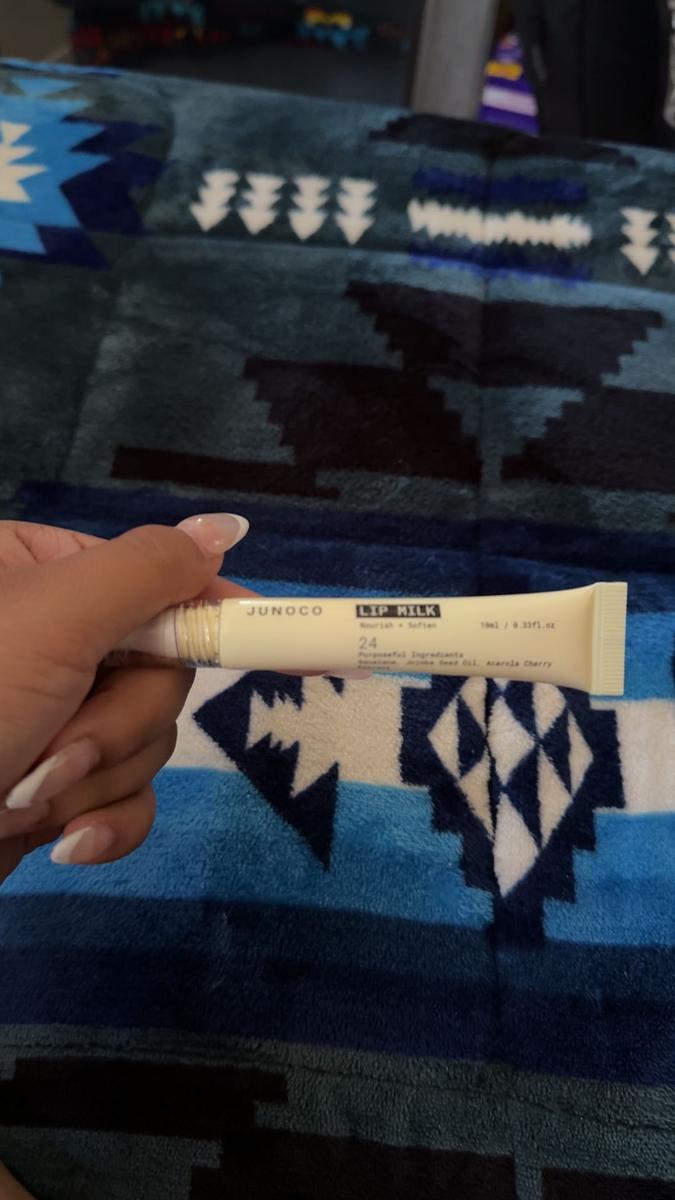 JUNOCO
LIP MILK
Nourish + Soften
10ml / 0.33fl.oz
24
Purposeful Ingredients
Squalane, Jojoba Seed Oil, Acerola Cherry